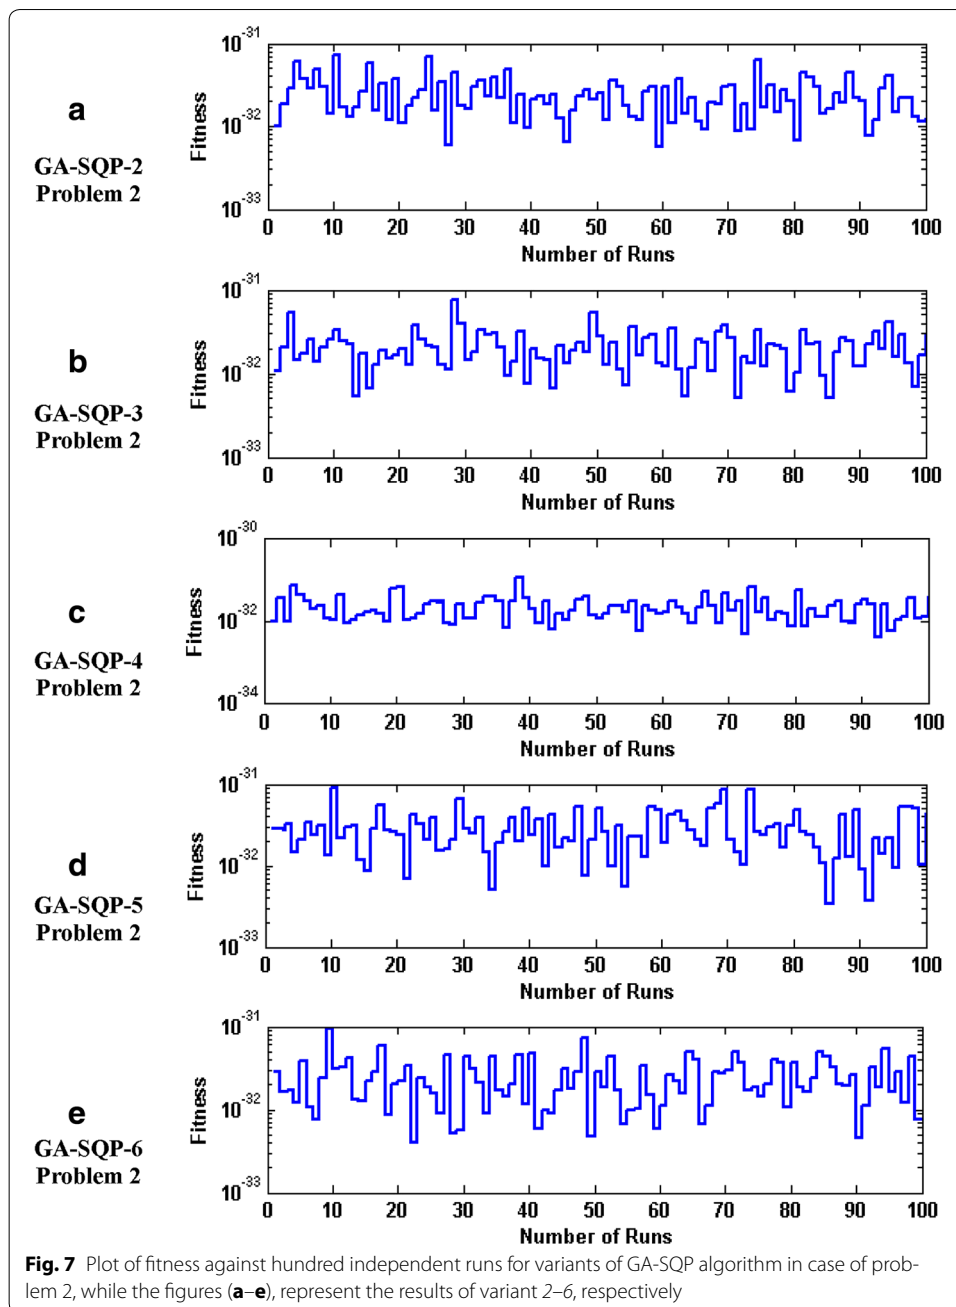 a
GA-SQP-2
Problem 2
Fitness
10^-31
10^-32
10^-33
0 10 20 30 40 50 60 70 80 90 100
Number of Runs
b
GA-SQP-3
Problem 2
Fitness
10^-31
10^-32
10^-33
0 10 20 30 40 50 60 70 80 90 100
Number of Runs
c
GA-SQP-4
Problem 2
Fitness
10^-30
10^-32
10^-34
0 10 20 30 40 50 60 70 80 90 100
Number of Runs
d
GA-SQP-5
Problem 2
Fitness
10^-31
10^-32
10^-33
0 10 20 30 40 50 60 70 80 90 100
Number of Runs
e
GA-SQP-6
Problem 2
Fitness
10^-31
10^-32
10^-33
0 10 20 30 40 50 60 70 80 90 100
Number of Runs
Fig. 7 Plot of fitness against hundred independent runs for variants of GA-SQP algorithm in case of prob-
lem 2, while the figures (a–e), represent the results of variant 2–6, respectively